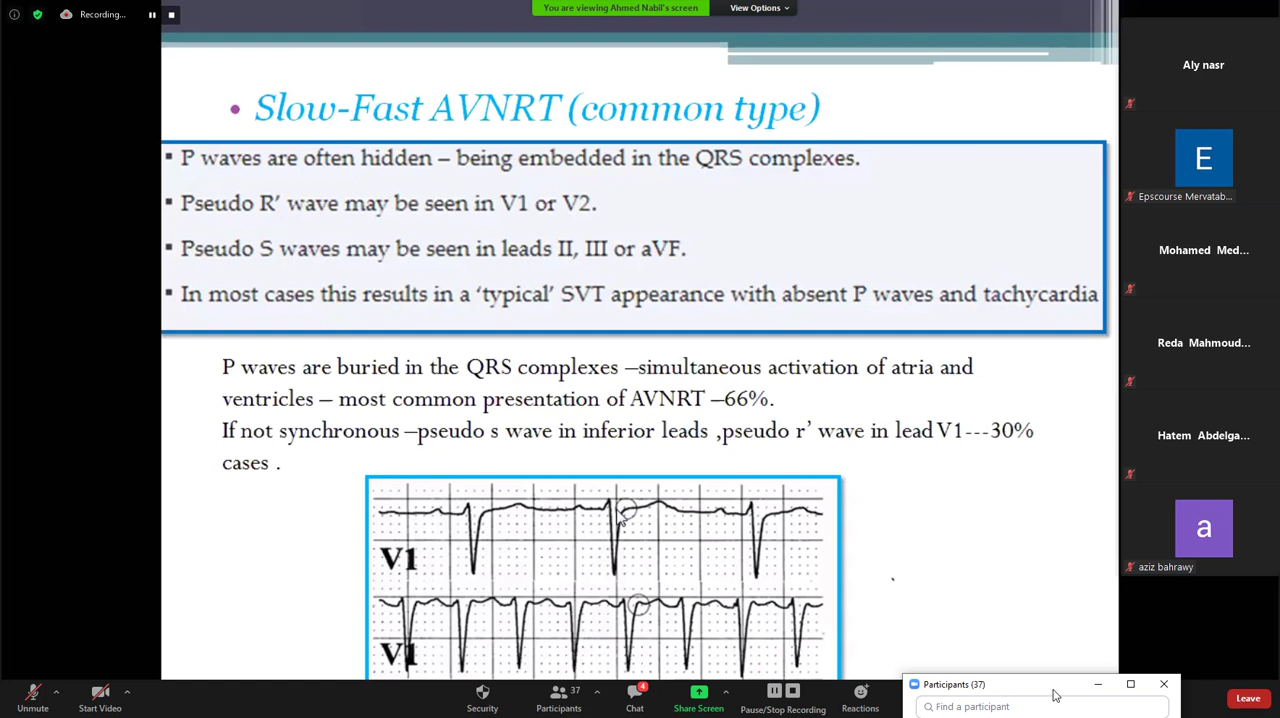 Recording...
You are viewing Ahmed Nabil's screen
View Options
Slow-Fast AVNRT (common type)
P waves are often hidden – being embedded in the QRS complexes.
Pseudo R' wave may be seen in V1 or V2.
Pseudo S waves may be seen in leads II, III or aVF.
In most cases this results in a 'typical' SVT appearance with absent P waves and tachycardia
P waves are buried in the QRS complexes –simultaneous activation of atria and
ventricles – most common presentation of AVNRT –66%.
If not synchronous –pseudo s wave in inferior leads ,pseudo r' wave in lead V1---30%
cases .
V1
V1
Aly nasr
E
Epscourse Mervatab...
Mohamed Med...
Reda Mahmoud...
Hatem Abdelga...
a
aziz bahrawy
Unmute
Start Video
Security
37
Participants
4
Chat
Share Screen
Pause/Stop Recording
Reactions
Participants (37)
Find a participant
Leave